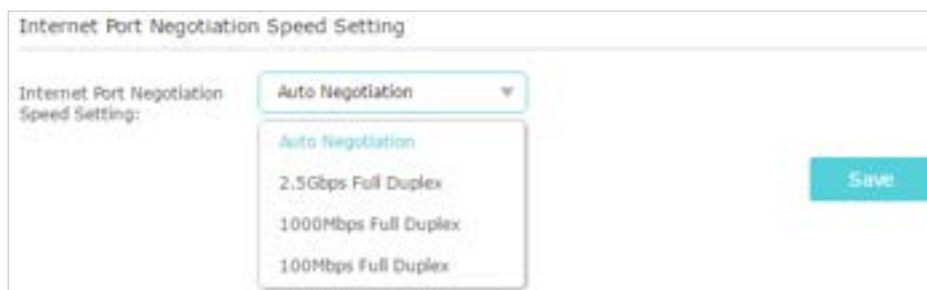 Internet Port Negotiation Speed Setting
Internet Port Negotiation
Speed Setting:
Auto Negotiation
Auto Negotiation
2.5Gbps Full Duplex
1000Mbps Full Duplex
100Mbps Full Duplex
Save